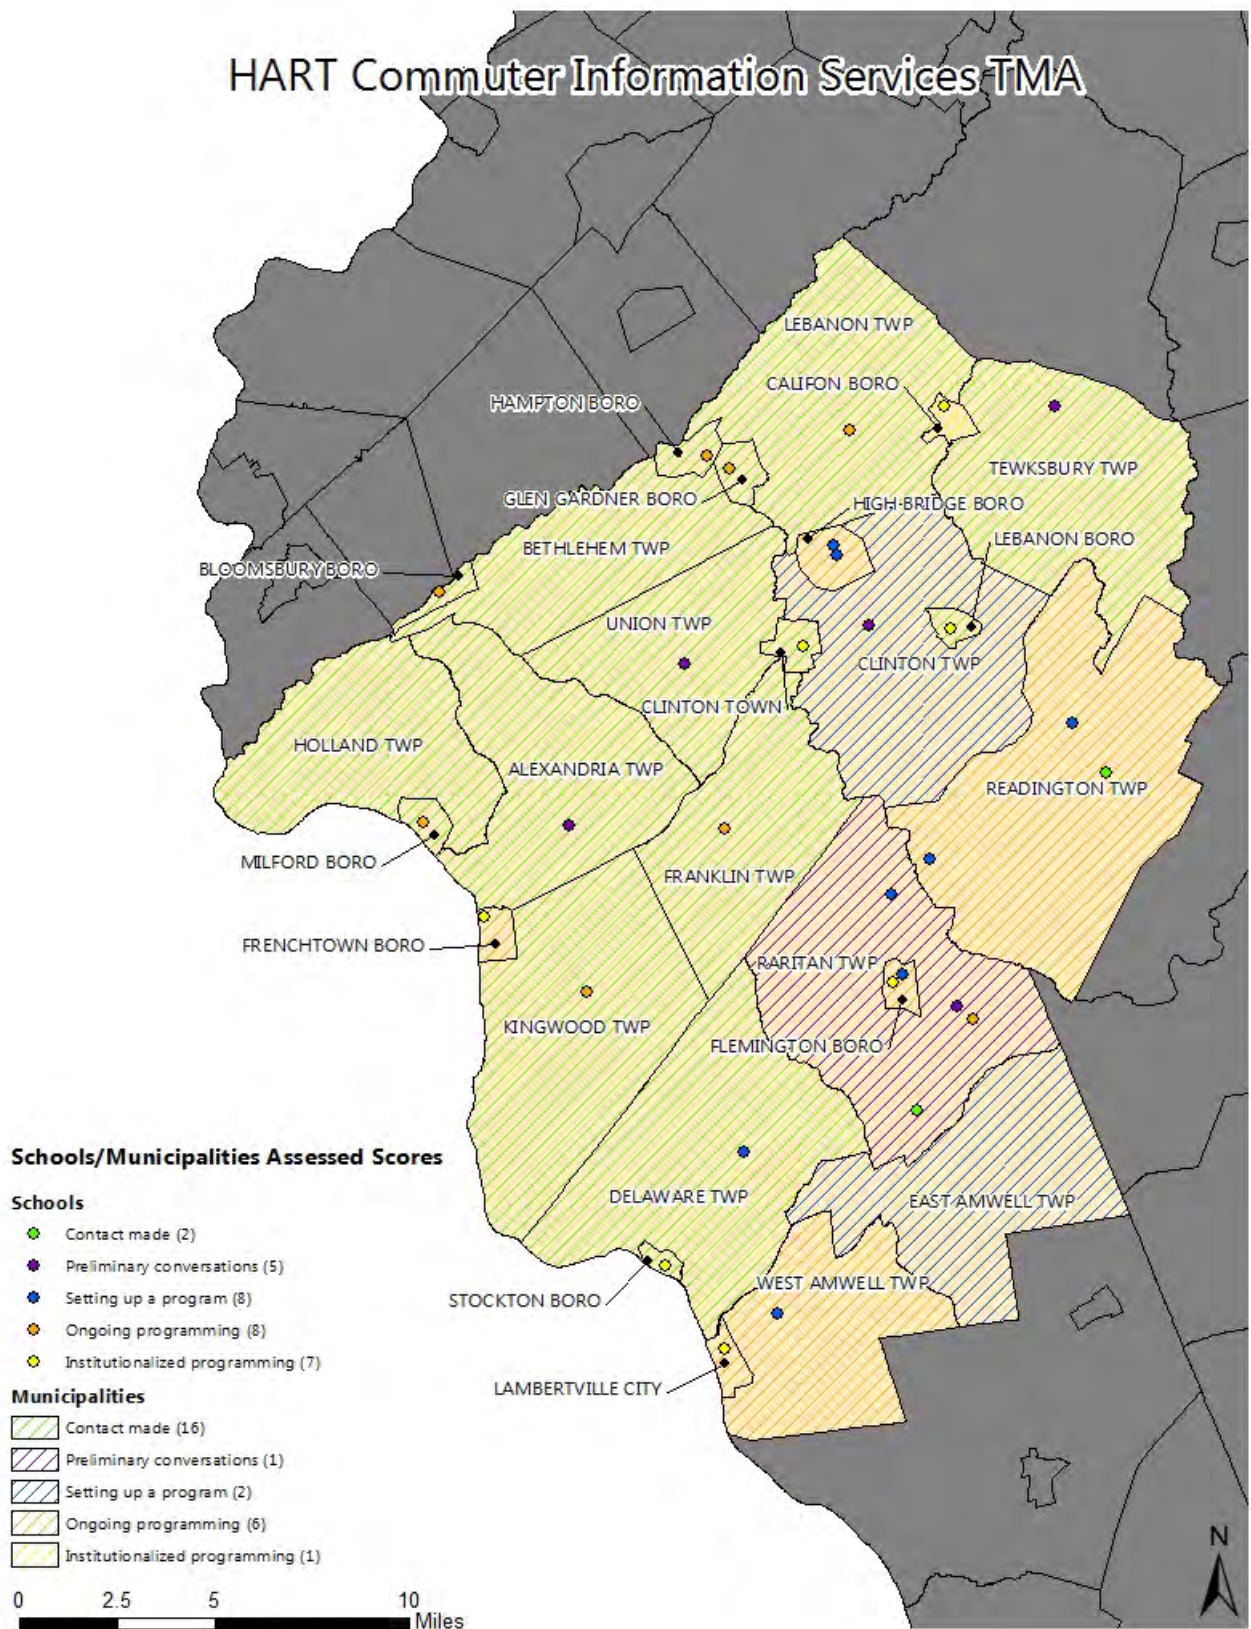 HART Commuter Information Services TMA
LEBANON TWP
CALIFON BORO
HAMPTON BORO
TEWKSBURY TWP
GLEN GARDNER BORO
HIGH BRIDGE BORO
LEBANON BORO
BETHLEHEM TWP
BLOOMSBURY BORO
UNION TWP
CLINTON TWP
CLINTON TOWN
HOLLAND TWP
ALEXANDRIA TWP
READINGTON TWP
MILFORD BORO
FRANKLIN TWP
FRENCHTOWN BORO
RARITAN TWP
KINGWOOD TWP
FLEMINGTON BORO
DELAWARE TWP
EAST AMWELL TWP
WEST AMWELL TWP
STOCKTON BORO
LAMBERTVILLE CITY
Schools/Municipalities Assessed Scores
Schools
Contact made (2)
Preliminary conversations (5)
Setting up a program (8)
Ongoing programming (8)
Institutionalized programming (7)
Municipalities
Contact made (16)
Preliminary conversations (1)
Setting up a program (2)
Ongoing programming (6)
Institutionalized programming (1)
0 2.5 5 10
Miles
N